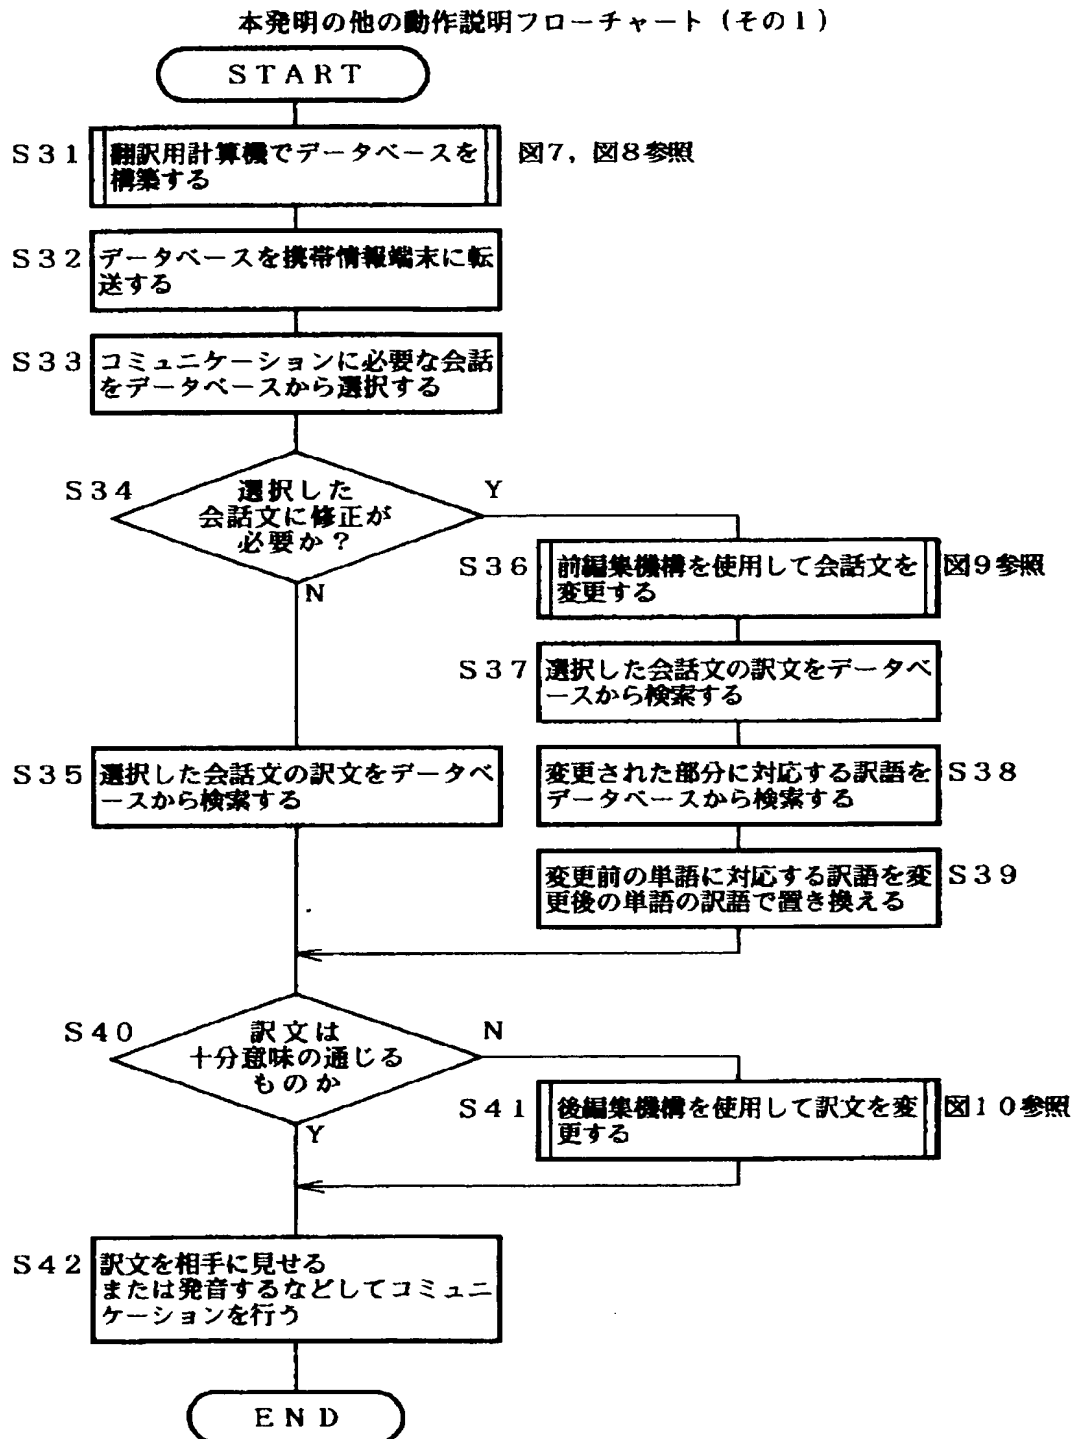 本発明の他の動作説明フローチャート（その１）
ＳＴＡＲＴ
Ｓ３１
翻訳用計算機でデータベースを
構築する
図７，図８参照
Ｓ３２
データベースを携帯情報端末に転
送する
Ｓ３３
コミュニケーションに必要な会話
をデータベースから選択する
Ｓ３４
選択した
会話文に修正が
必要か？
Ｙ
Ｎ
Ｓ３６
前編集機構を使用して会話文を
変更する
図９参照
Ｓ３７
選択した会話文の訳文をデータベ
ースから検索する
Ｓ３５
選択した会話文の訳文をデータベ
ースから検索する
変更された部分に対応する訳語を
データベースから検索する
Ｓ３８
変更前の単語に対応する訳語を変
更後の単語の訳語で置き換える
Ｓ３９
Ｓ４０
訳文は
十分意味の通じる
ものか
Ｎ
Ｙ
Ｓ４１
後編集機構を使用して訳文を変
更する
図１０参照
Ｓ４２
訳文を相手に見せる
または発音するなどしてコミュニ
ケーションを行う
ＥＮＤ